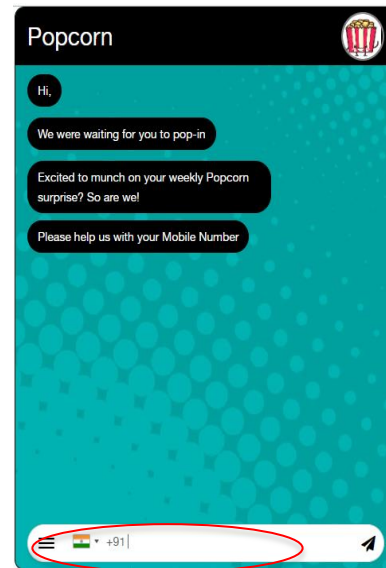 Popcorn
Hi,
We were waiting for you to pop-in
Excited to munch on your weekly Popcorn
surprise? So are we!
Please help us with your Mobile Number
+91